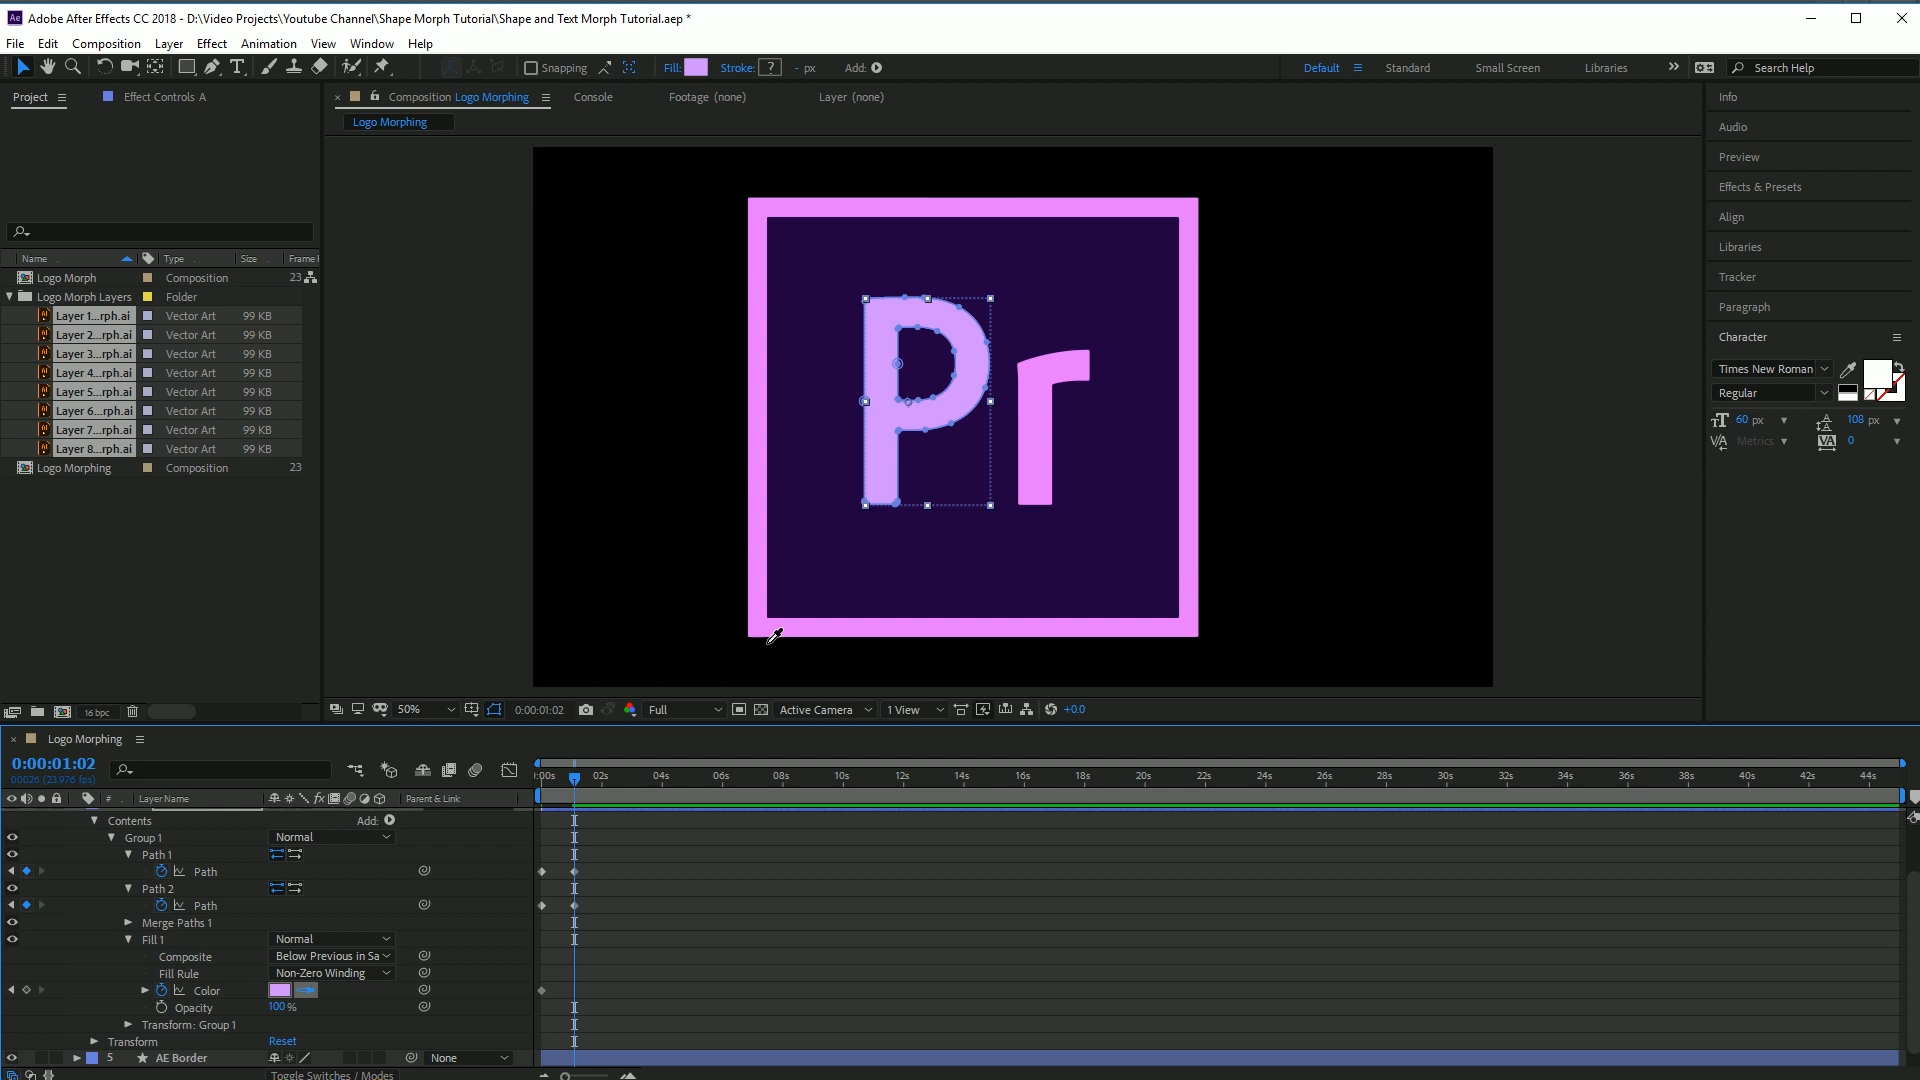 Adobe After Effects CC 2018 - D:\Video Projects\Youtube Channel\Shape Morph Tutorial\Shape and Text Morph Tutorial.aep *
File Edit Composition Layer Effect Animation View Window Help
Snapping Fill: Stroke: ? - px Add: Default Standard Small Screen Libraries Search Help
Project Effect Controls A
Composition Logo Morphing Console Footage (none) Layer (none)
Logo Morphing
Name Type Size Frame
Logo Morph Composition 23
Logo Morph Layers Folder
Layer 1...rph.ai Vector Art 99 KB
Layer 2...rph.ai Vector Art 99 KB
Layer 3...rph.ai Vector Art 99 KB
Layer 4...rph.ai Vector Art 99 KB
Layer 5...rph.ai Vector Art 99 KB
Layer 6...rph.ai Vector Art 99 KB
Layer 7...rph.ai Vector Art 99 KB
Layer 8...rph.ai Vector Art 99 KB
Logo Morphing Composition 23
16 bpc
Pr
50% 0:00:01:02 Full Active Camera 1 View +0.0
Info
Audio
Preview
Effects & Presets
Align
Libraries
Tracker
Paragraph
Character
Times New Roman
Regular
60 px 108 px
Metrics 0
Logo Morphing
0:00:01:02
00026 (23.976 fps)
:00s 02s 04s 06s 08s 10s 12s 14s 16s 18s 20s 22s 24s 26s 28s 30s 32s 34s 36s 38s 40s 42s 44s
# Layer Name Parent & Link
Contents Add:
Group 1 Normal
Path 1
Path
Path 2
Path
Merge Paths 1
Fill 1 Normal
Composite Below Previous in Sa
Fill Rule Non-Zero Winding
Color
Opacity 100 %
Transform: Group 1
Transform Reset
5 AE Border None
Toggle Switches / Modes